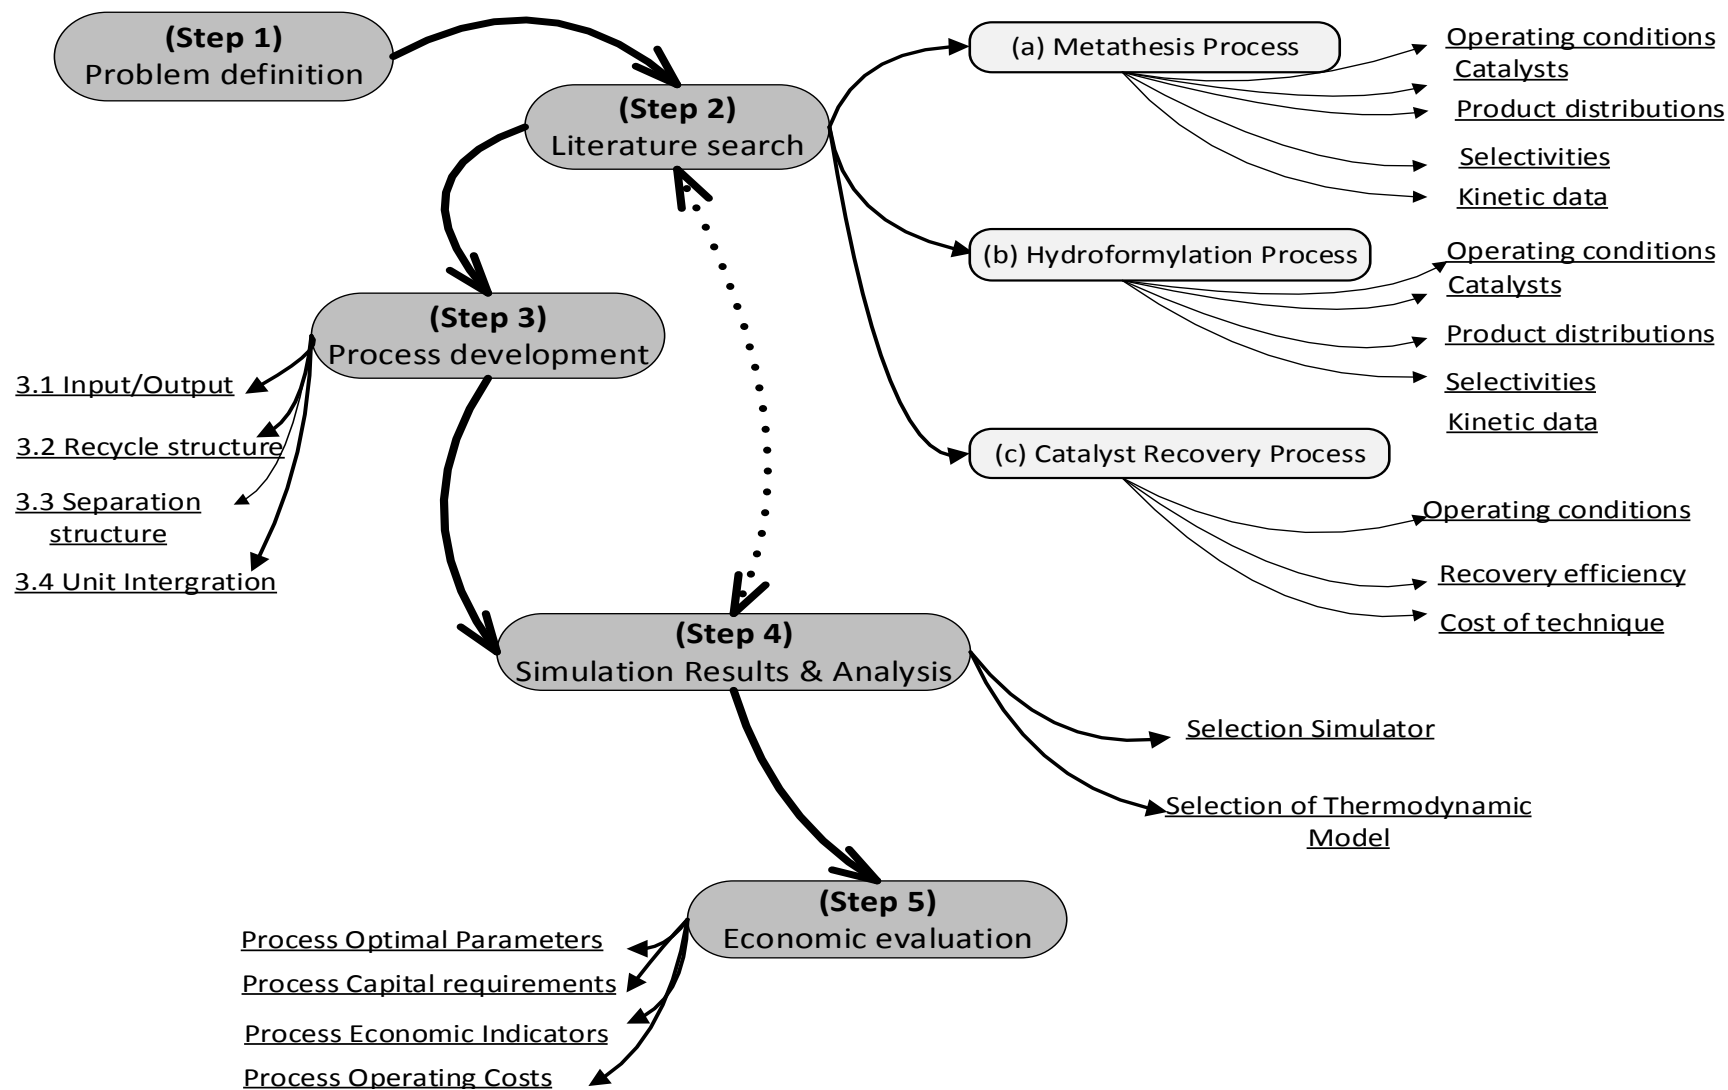 (Step 1)
Problem definition
(Step 2)
Literature search
(a) Metathesis Process
Operating conditions
Catalysts
Product distributions
Selectivities
Kinetic data
(b) Hydroformylation Process
Operating conditions
Catalysts
Product distributions
Selectivities
Kinetic data
(c) Catalyst Recovery Process
Operating conditions
Recovery efficiency
Cost of technique
(Step 3)
Process development
3.1 Input/Output
3.2 Recycle structure
3.3 Separation
structure
3.4 Unit Intergration
(Step 4)
Simulation Results & Analysis
Selection Simulator
Selection of Thermodynamic
Model
(Step 5)
Economic evaluation
Process Optimal Parameters
Process Capital requirements
Process Economic Indicators
Process Operating Costs